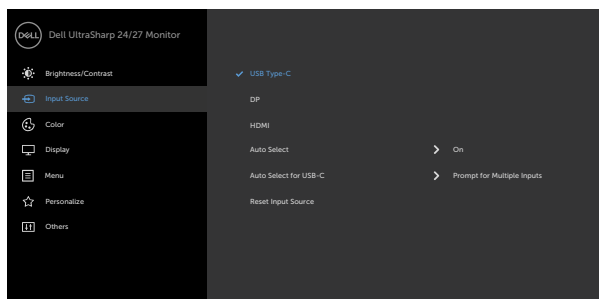 DELL Dell UltraSharp 24/27 Monitor
Brightness/Contrast
USB Type-C
Input Source
DP
Color
HDMI
Display
Auto Select
On
Menu
Auto Select for USB-C
Prompt for Multiple Inputs
Personalize
Reset Input Source
Others